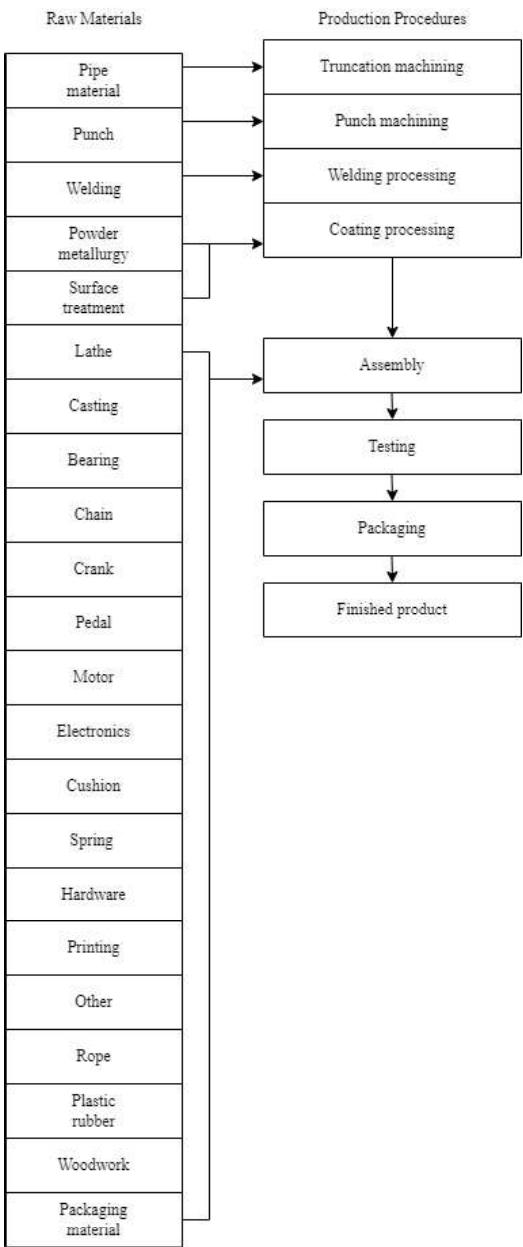 Raw Materials
Production Procedures
Pipe
material
Punch
Welding
Powder
metallurgy
Surface
treatment
Lathe
Casting
Bearing
Chain
Crank
Pedal
Motor
Electronics
Cushion
Spring
Hardware
Printing
Other
Rope
Plastic
rubber
Woodwork
Packaging
material
Truncation machining
Punch machining
Welding processing
Coating processing
Assembly
Testing
Packaging
Finished product